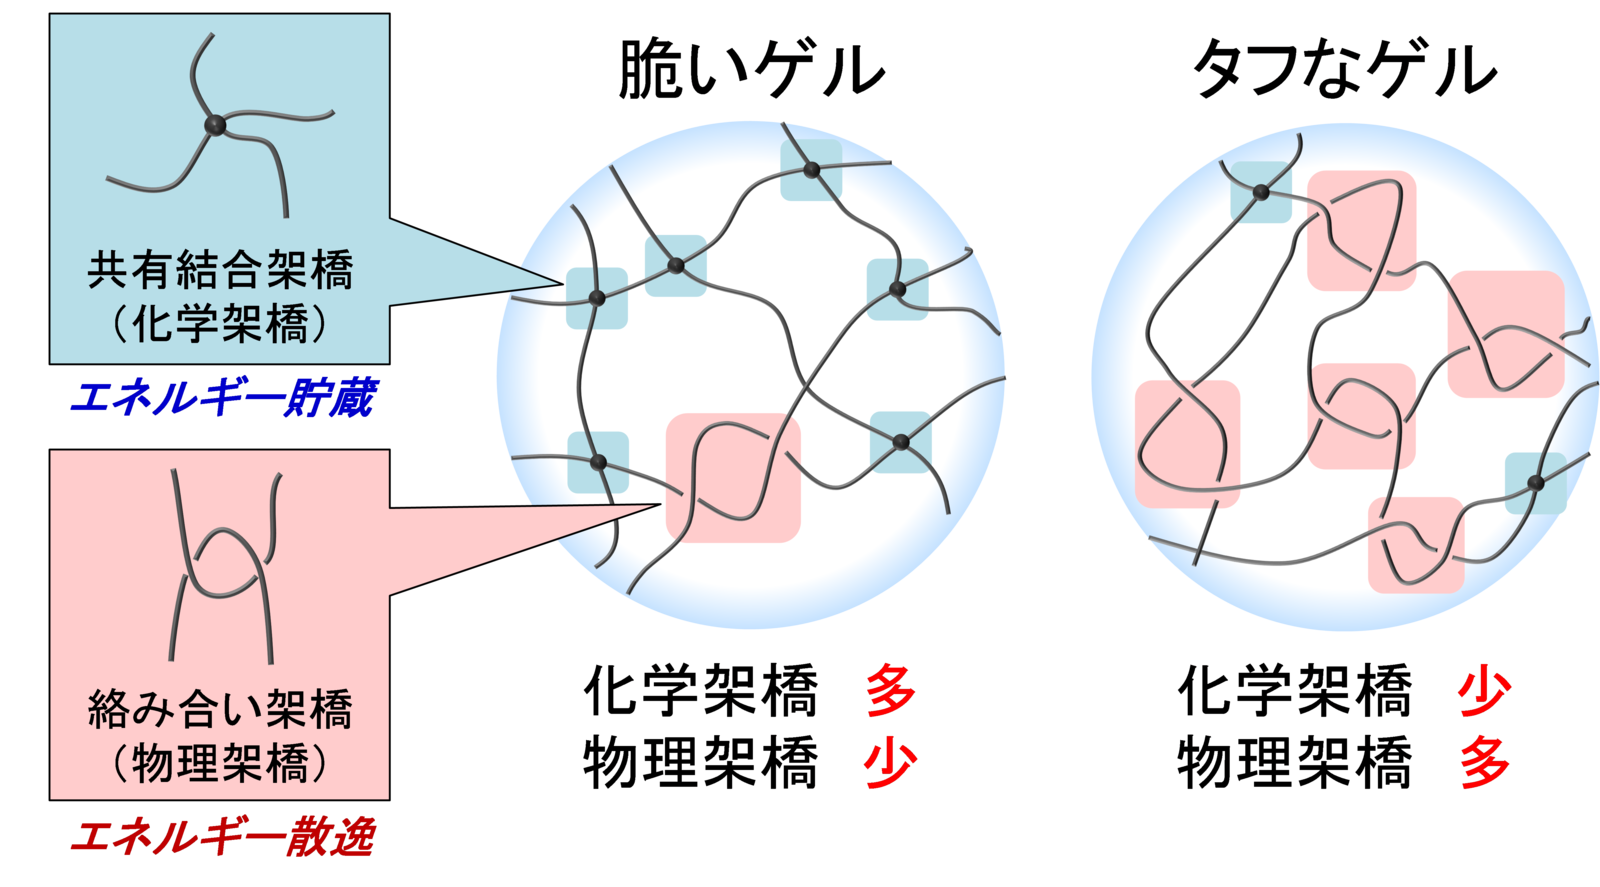 共有結合架橋
（化学架橋）
エネルギー貯蔵
絡み合い架橋
（物理架橋）
エネルギー散逸
脆いゲル
化学架橋 多
物理架橋 少
タフなゲル
化学架橋 少
物理架橋 多